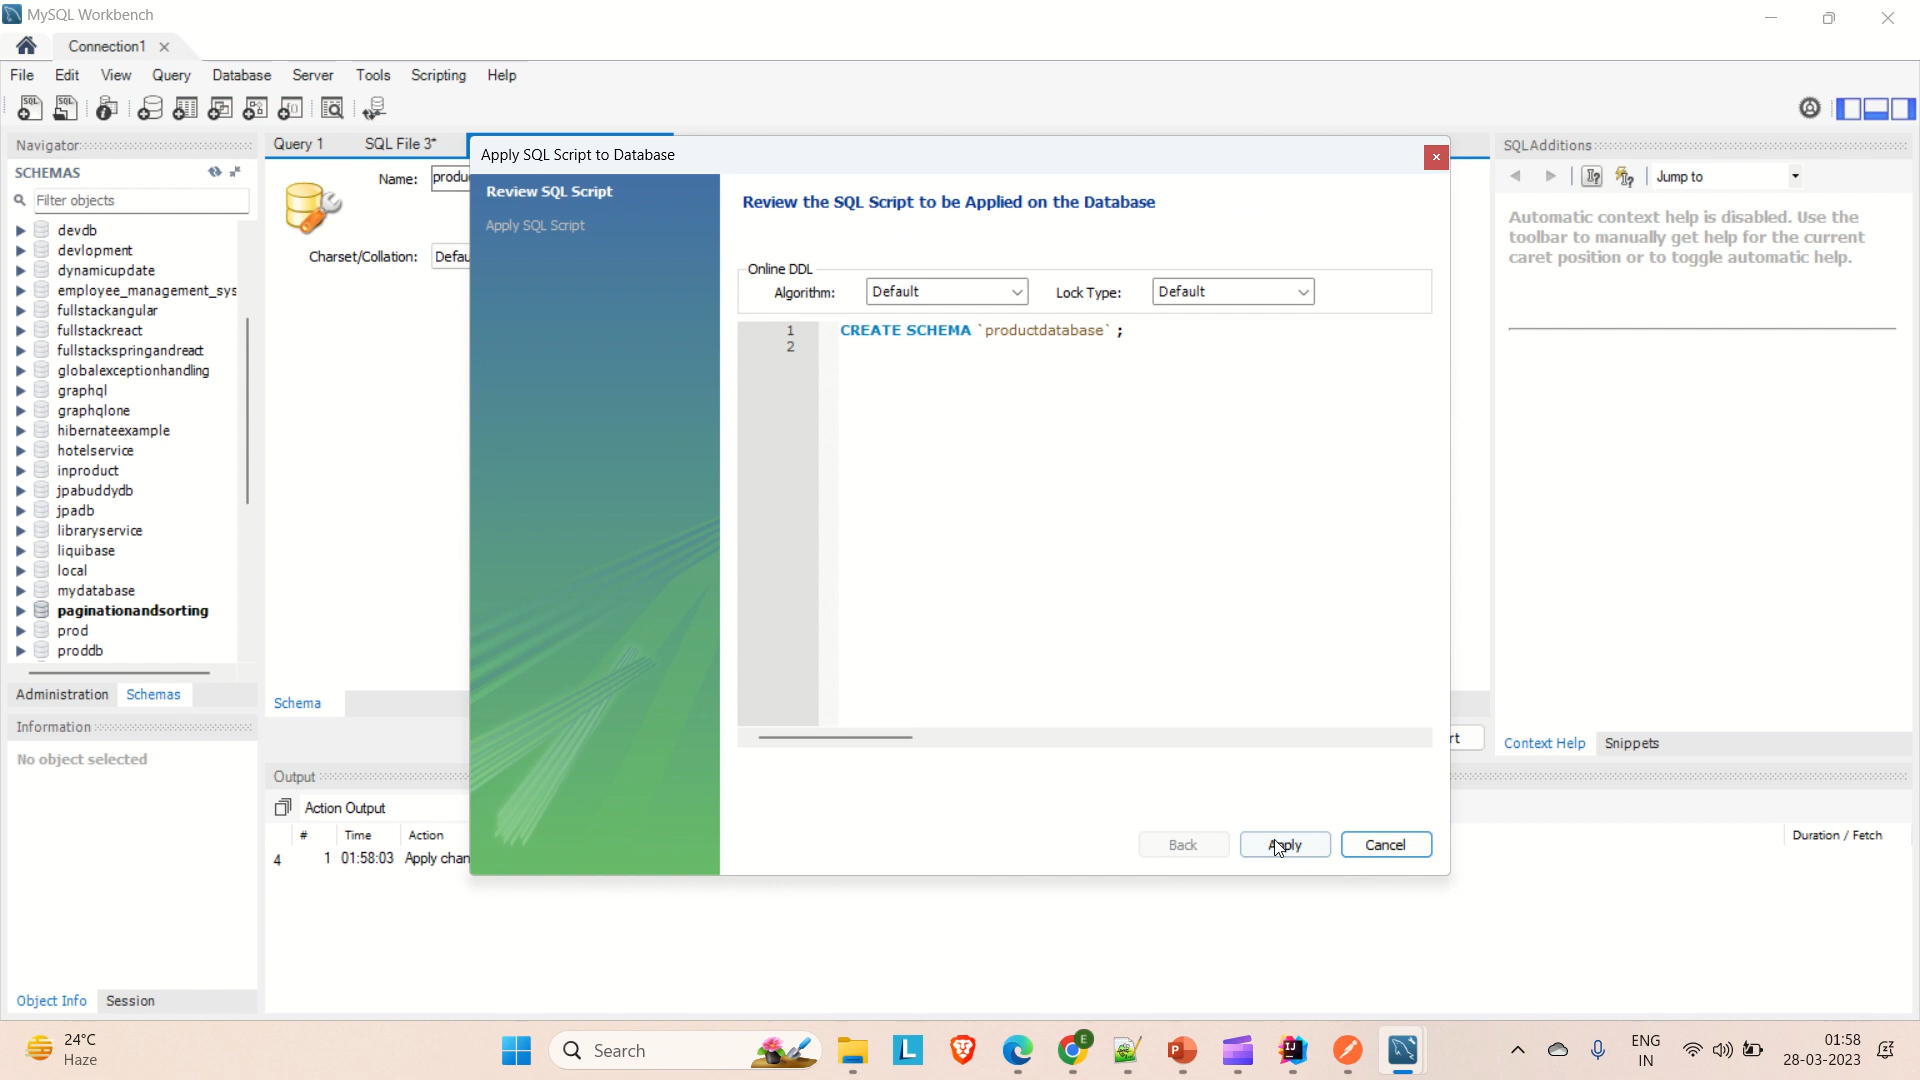 MySQL Workbench
Connection1
File Edit View Query Database Server Tools Scripting Help
Navigator
SCHEMAS
Filter objects
devdb
devlopment
dynamicupdate
employee_management_sys
fullstackangular
fullstackreact
fullstackspringandreact
globalexceptionhandling
graphql
graphqlone
hibernateexample
hotelservice
inproduct
jpabuddydb
jpadb
libraryservice
liquibase
local
mydatabase
paginationandsorting
prod
proddb
Administration Schemas
Information
No object selected
Object Info Session
Query 1 SQL File 3*
Name: produ
Charset/Collation: Defau
Schema
Output
Action Output
# Time Action
4 1 01:58:03 Apply chan
Apply SQL Script to Database
Review SQL Script
Apply SQL Script
Review the SQL Script to be Applied on the Database
Online DDL
Algorithm: Default Lock Type: Default
1 CREATE SCHEMA `productdatabase` ;
2
Back Apply Cancel
rt
Duration / Fetch
SQLAdditions
Jump to
Automatic context help is disabled. Use the
toolbar to manually get help for the current
caret position or to toggle automatic help.
Context Help Snippets
24°C
Haze
Search
ENG
IN
01:58
28-03-2023